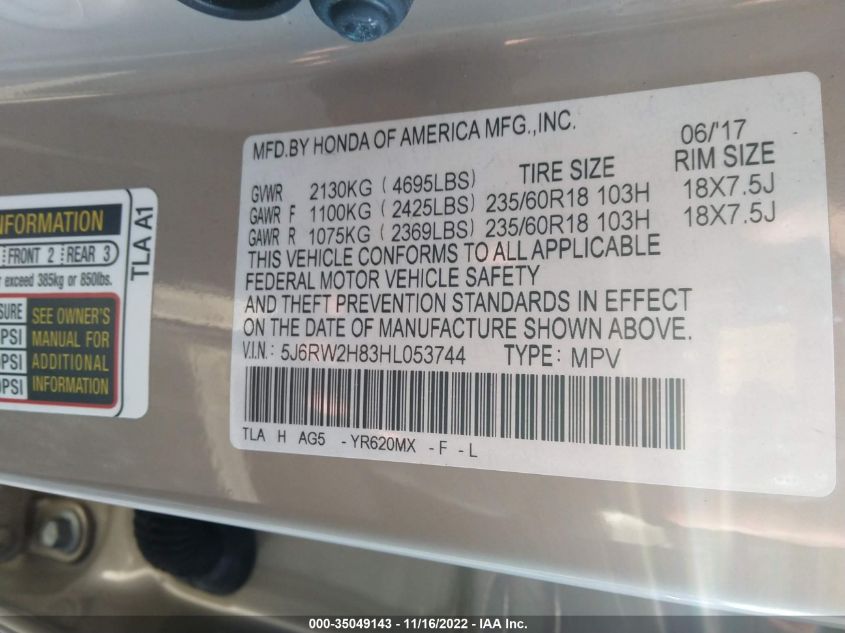 MFD.BY HONDA OF AMERICA MFG.,INC. 06/'17
TIRE SIZE RIM SIZE
GVWR 2130KG ( 4695LBS)
GAWR F 1100KG ( 2425LBS) 235/60R18 103H 18X7.5J
GAWR R 1075KG ( 2369LBS) 235/60R18 103H 18X7.5J
THIS VEHICLE CONFORMS TO ALL APPLICABLE
FEDERAL MOTOR VEHICLE SAFETY
AND THEFT PREVENTION STANDARDS IN EFFECT
ON THE DATE OF MANUFACTURE SHOWN ABOVE.
V.I.N.: 5J6RW2H83HL053744 TYPE: MPV
TLA H AG5 -YR620MX -F -L
NFORMATION
FRONT 2 REAR 3
exceed 385kg or 850lbs.
SEE OWNER'S
MANUAL FOR
ADDITIONAL
INFORMATION
PSI
PSI
PSI
TLA A1
000-35049143 - 11/16/2022 - IAA Inc.